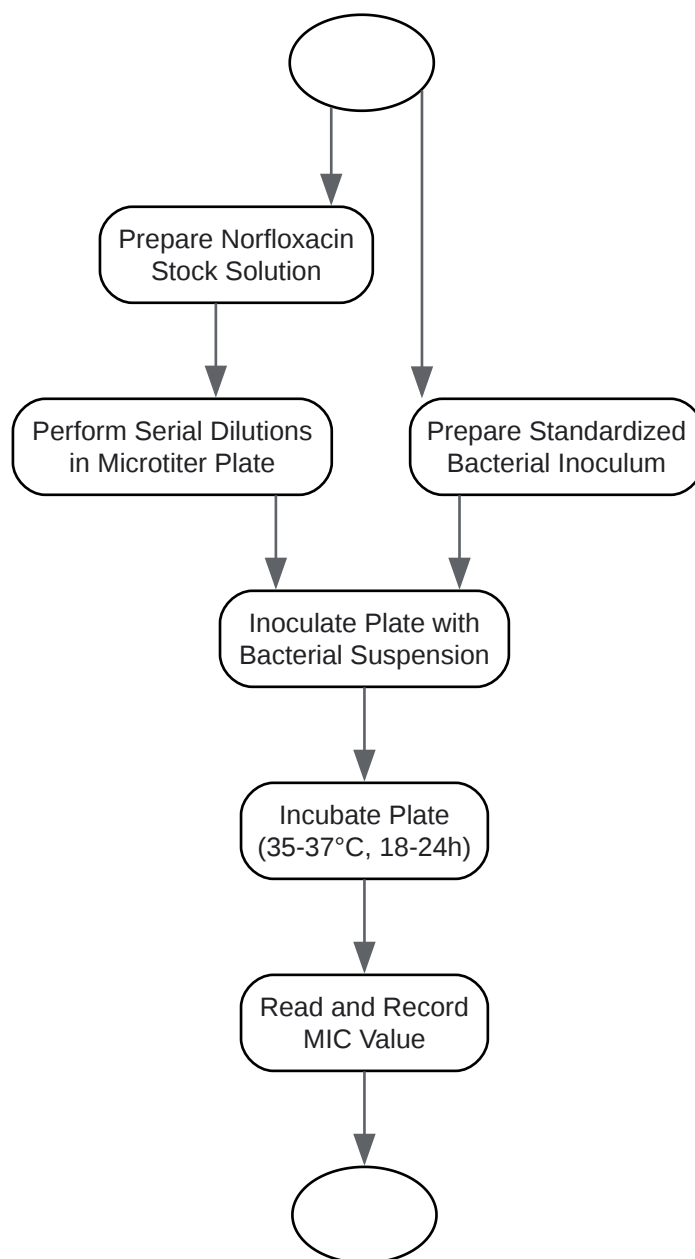 Prepare Norfloxacin
Stock Solution
Perform Serial Dilutions
in Microtiter Plate
Prepare Standardized
Bacterial Inoculum
Inoculate Plate with
Bacterial Suspension
Incubate Plate
(35-37°C, 18-24h)
Read and Record
MIC Value